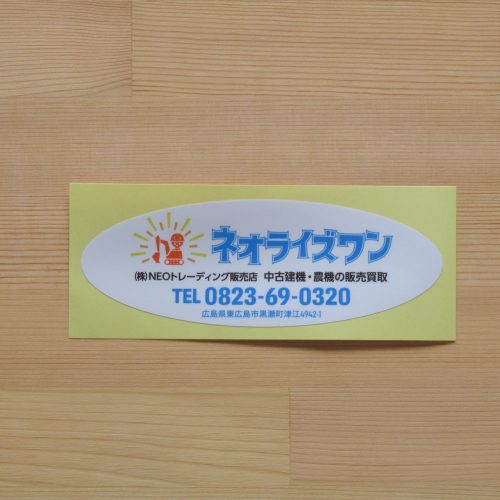 ネオライズワン
(株)NEOトレーディング販売店 中古建機・農機の販売買取
TEL 0823-69-0320
広島県東広島市黒瀬町津江4942-1